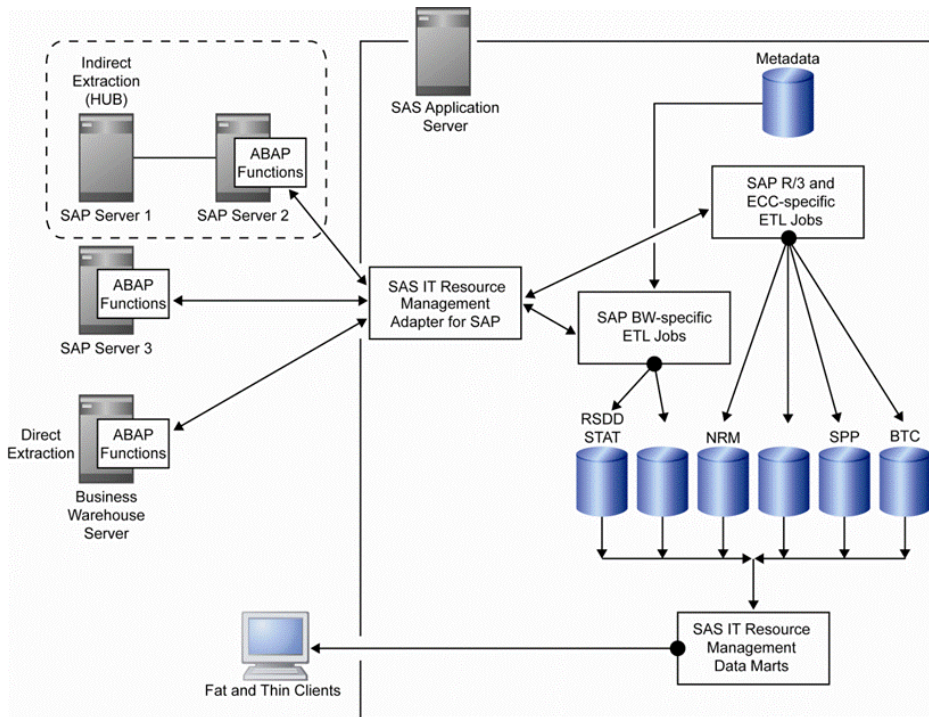 Indirect
Extraction
(HUB)
ABAP
Functions
SAP Server 1
SAP Server 2
ABAP
Functions
SAP Server 3
Direct
Extraction
ABAP
Functions
Business
Warehouse
Server
SAS Application
Server
Metadata
SAS IT Resource
Management
Adapter for SAP
SAP R/3 and
ECC-specific
ETL Jobs
SAP BW-specific
ETL Jobs
RSDD
STAT
NRM
SPP
BTC
SAS IT Resource
Management
Data Marts
Fat and Thin Clients